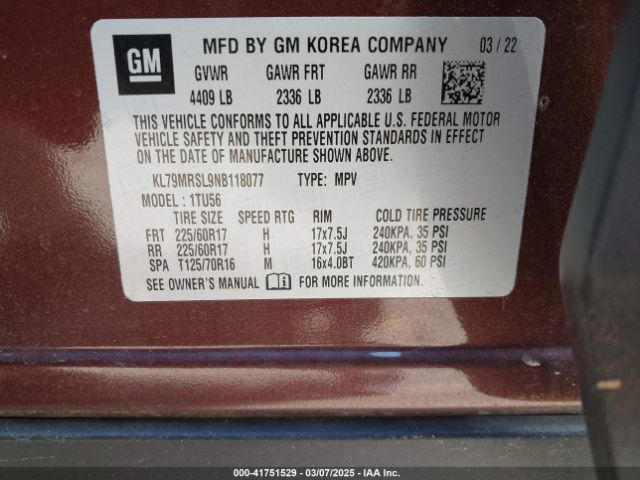 GM
MFD BY GM KOREA COMPANY 03 / 22
GVWR GAWR FRT GAWR RR
4409 LB 2336 LB 2336 LB
THIS VEHICLE CONFORMS TO ALL APPLICABLE U.S. FEDERAL MOTOR
VEHICLE SAFETY AND THEFT PREVENTION STANDARDS IN EFFECT
ON THE DATE OF MANUFACTURE SHOWN ABOVE.
KL79MRSL9NB118077 TYPE: MPV
MODEL : 1TU56
TIRE SIZE SPEED RTG RIM COLD TIRE PRESSURE
FRT 225/60R17 H 17x7.5J 240KPA, 35 PSI
RR 225/60R17 H 17x7.5J 240KPA, 35 PSI
SPA T125/70R16 M 16x4.0BT 420KPA, 60 PSI
SEE OWNER'S MANUAL FOR MORE INFORMATION.
000-41751529 — 03/07/2025 — IAA Inc.